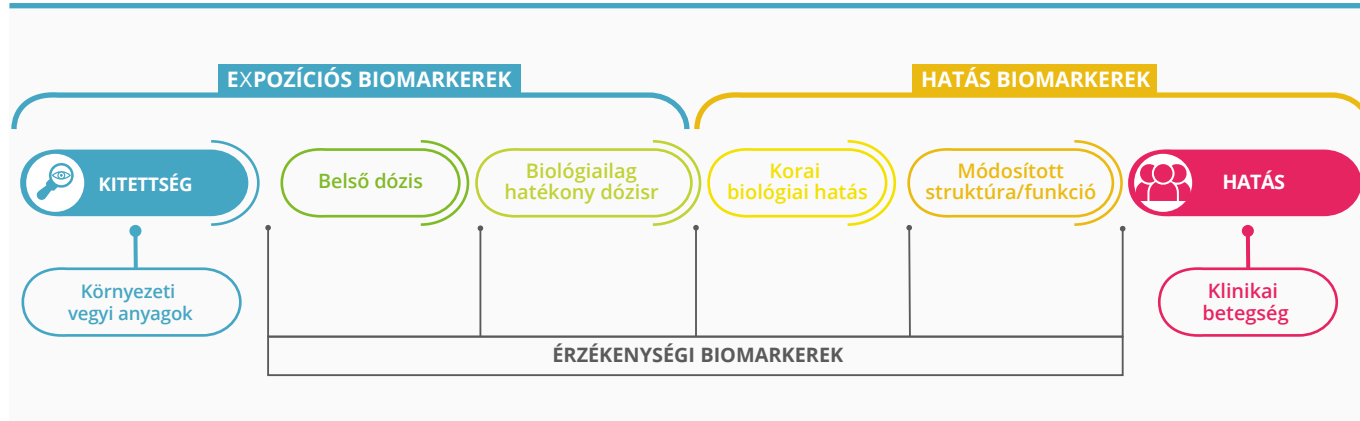 EXPOZÍCIÓS BIOMARKEREK
HATÁS BIOMARKEREK
KITETTSÉG
Belső dózis
Biológiailag
hatékony dózisr
Korai
biológiai hatás
Módosított
struktúra/funkció
HATÁS
Környezeti
vegyi anyagok
Klinikai
betegség
ÉRZÉKENYSÉGI BIOMARKEREK